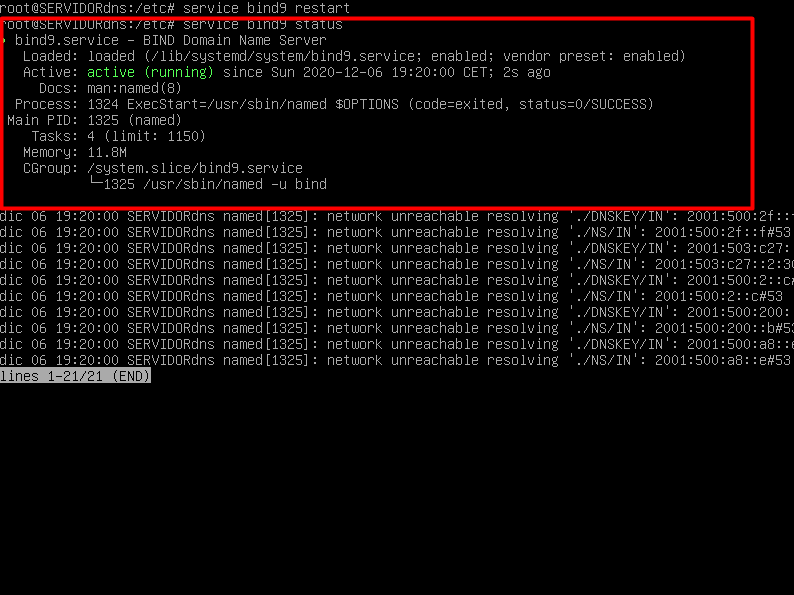 root@SERVIDORdns:/etc# service bind9 restart
root@SERVIDORdns:/etc# service bind9 status
bind9.service - BIND Domain Name Server
Loaded: loaded (/lib/systemd/system/bind9.service; enabled; vendor preset: enabled)
Active: active (running) since Sun 2020-12-06 19:20:00 CET; 2s ago
Docs: man:named(8)
Process: 1324 ExecStart=/usr/sbin/named $OPTIONS (code=exited, status=0/SUCCESS)
Main PID: 1325 (named)
Tasks: 4 (limit: 1150)
Memory: 11.8M
CGroup: /system.slice/bind9.service
└─1325 /usr/sbin/named -u bind
dic 06 19:20:00 SERVIDORdns named[1325]: network unreachable resolving './DNSKEY/IN': 2001:500:2f::
dic 06 19:20:00 SERVIDORdns named[1325]: network unreachable resolving './NS/IN': 2001:500:2f::f#53
dic 06 19:20:00 SERVIDORdns named[1325]: network unreachable resolving './DNSKEY/IN': 2001:503:c27:
dic 06 19:20:00 SERVIDORdns named[1325]: network unreachable resolving './NS/IN': 2001:503:c27::2:30
dic 06 19:20:00 SERVIDORdns named[1325]: network unreachable resolving './DNSKEY/IN': 2001:500:2::c#
dic 06 19:20:00 SERVIDORdns named[1325]: network unreachable resolving './NS/IN': 2001:500:2::c#53
dic 06 19:20:00 SERVIDORdns named[1325]: network unreachable resolving './DNSKEY/IN': 2001:500:200:
dic 06 19:20:00 SERVIDORdns named[1325]: network unreachable resolving './NS/IN': 2001:500:200::b#53
dic 06 19:20:00 SERVIDORdns named[1325]: network unreachable resolving './DNSKEY/IN': 2001:500:a8::e
dic 06 19:20:00 SERVIDORdns named[1325]: network unreachable resolving './NS/IN': 2001:500:a8::e#53
lines 1-21/21 (END)